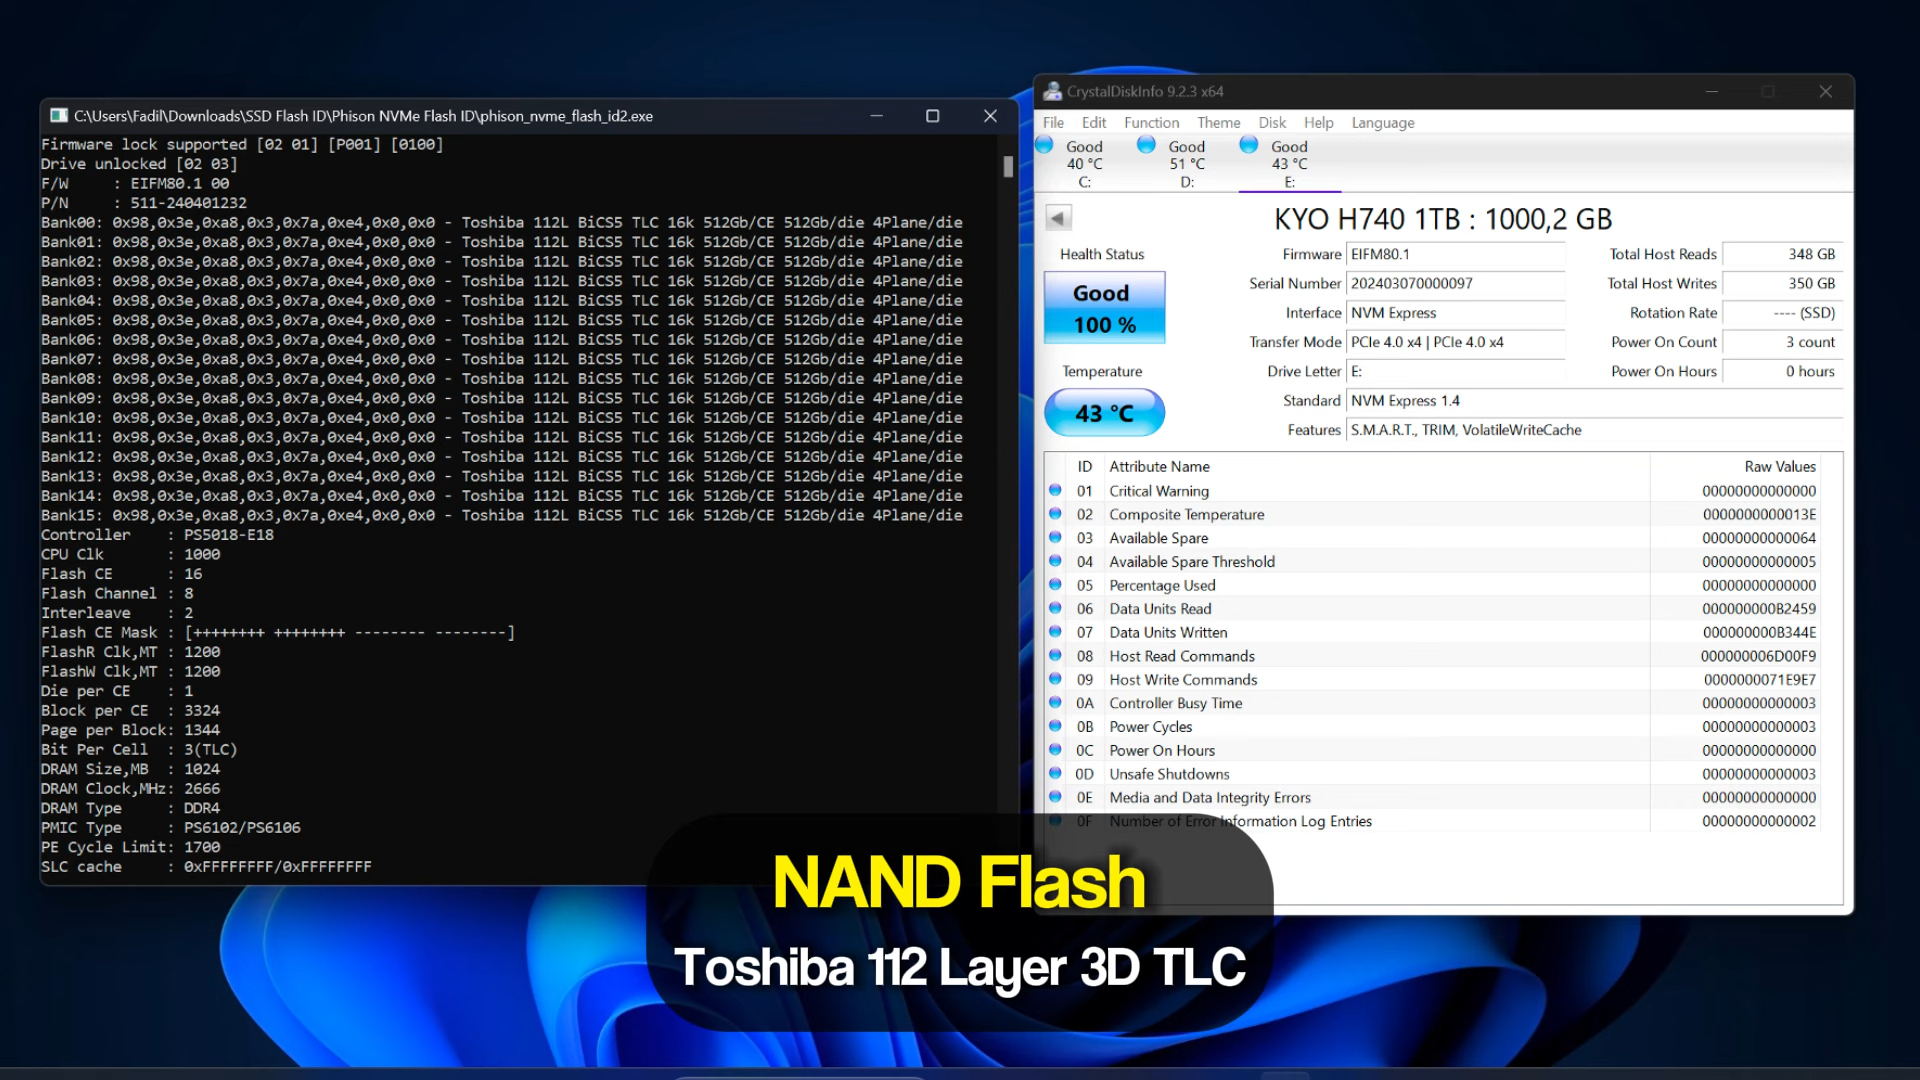 C:\Users\Fadil\Downloads\SSD Flash ID\Phison NVMe Flash ID\phison_nvme_flash_id2.exe
Firmware lock supported [02 01] [P001] [0100]
Drive unlocked [02 03]
F/W : EIFM80.1 00
P/N : 511-240401232
Bank00: 0x98,0x3e,0xa8,0x3,0x7a,0xe4,0x0,0x0 - Toshiba 112L BiCS5 TLC 16k 512Gb/CE 512Gb/die 4Plane/die
Bank01: 0x98,0x3e,0xa8,0x3,0x7a,0xe4,0x0,0x0 - Toshiba 112L BiCS5 TLC 16k 512Gb/CE 512Gb/die 4Plane/die
Bank02: 0x98,0x3e,0xa8,0x3,0x7a,0xe4,0x0,0x0 - Toshiba 112L BiCS5 TLC 16k 512Gb/CE 512Gb/die 4Plane/die
Bank03: 0x98,0x3e,0xa8,0x3,0x7a,0xe4,0x0,0x0 - Toshiba 112L BiCS5 TLC 16k 512Gb/CE 512Gb/die 4Plane/die
Bank04: 0x98,0x3e,0xa8,0x3,0x7a,0xe4,0x0,0x0 - Toshiba 112L BiCS5 TLC 16k 512Gb/CE 512Gb/die 4Plane/die
Bank05: 0x98,0x3e,0xa8,0x3,0x7a,0xe4,0x0,0x0 - Toshiba 112L BiCS5 TLC 16k 512Gb/CE 512Gb/die 4Plane/die
Bank06: 0x98,0x3e,0xa8,0x3,0x7a,0xe4,0x0,0x0 - Toshiba 112L BiCS5 TLC 16k 512Gb/CE 512Gb/die 4Plane/die
Bank07: 0x98,0x3e,0xa8,0x3,0x7a,0xe4,0x0,0x0 - Toshiba 112L BiCS5 TLC 16k 512Gb/CE 512Gb/die 4Plane/die
Bank08: 0x98,0x3e,0xa8,0x3,0x7a,0xe4,0x0,0x0 - Toshiba 112L BiCS5 TLC 16k 512Gb/CE 512Gb/die 4Plane/die
Bank09: 0x98,0x3e,0xa8,0x3,0x7a,0xe4,0x0,0x0 - Toshiba 112L BiCS5 TLC 16k 512Gb/CE 512Gb/die 4Plane/die
Bank10: 0x98,0x3e,0xa8,0x3,0x7a,0xe4,0x0,0x0 - Toshiba 112L BiCS5 TLC 16k 512Gb/CE 512Gb/die 4Plane/die
Bank11: 0x98,0x3e,0xa8,0x3,0x7a,0xe4,0x0,0x0 - Toshiba 112L BiCS5 TLC 16k 512Gb/CE 512Gb/die 4Plane/die
Bank12: 0x98,0x3e,0xa8,0x3,0x7a,0xe4,0x0,0x0 - Toshiba 112L BiCS5 TLC 16k 512Gb/CE 512Gb/die 4Plane/die
Bank13: 0x98,0x3e,0xa8,0x3,0x7a,0xe4,0x0,0x0 - Toshiba 112L BiCS5 TLC 16k 512Gb/CE 512Gb/die 4Plane/die
Bank14: 0x98,0x3e,0xa8,0x3,0x7a,0xe4,0x0,0x0 - Toshiba 112L BiCS5 TLC 16k 512Gb/CE 512Gb/die 4Plane/die
Bank15: 0x98,0x3e,0xa8,0x3,0x7a,0xe4,0x0,0x0 - Toshiba 112L BiCS5 TLC 16k 512Gb/CE 512Gb/die 4Plane/die
Controller : PS5018-E18
CPU Clk : 1000
Flash CE : 16
Flash Channel : 8
Interleave : 2
Flash CE Mask : [++++++++ ++++++++ -------- --------]
FlashR Clk,MT : 1200
FlashW Clk,MT : 1200
Die per CE : 1
Block per CE : 3324
Page per Block: 1344
Bit Per Cell : 3(TLC)
DRAM Size,MB : 1024
DRAM Clock,MHz: 2666
DRAM Type : DDR4
PMIC Type : PS6102/PS6106
PE Cycle Limit: 1700
SLC cache : 0xFFFFFFFF/0xFFFFFFFF
CrystalDiskInfo 9.2.3 x64
File Edit Function Theme Disk Help Language
Good Good Good
40 °C 51 °C 43 °C
C: D: E:
KYO H740 1TB : 1000,2 GB
Health Status
Good
100 %
Temperature
43 °C
Firmware EIFM80.1
Serial Number 202403070000097
Interface NVM Express
Transfer Mode PCIe 4.0 x4 | PCIe 4.0 x4
Drive Letter E:
Standard NVM Express 1.4
Features S.M.A.R.T., TRIM, VolatileWriteCache
Total Host Reads 348 GB
Total Host Writes 350 GB
Rotation Rate ---- (SSD)
Power On Count 3 count
Power On Hours 0 hours
ID Attribute Name Raw Values
01 Critical Warning 00000000000000
02 Composite Temperature 0000000000013E
03 Available Spare 00000000000064
04 Available Spare Threshold 00000000000005
05 Percentage Used 00000000000000
06 Data Units Read 000000000B2459
07 Data Units Written 000000000B344E
08 Host Read Commands 000000006D00F9
09 Host Write Commands 0000000071E9E7
0A Controller Busy Time 00000000000003
0B Power Cycles 00000000000003
0C Power On Hours 00000000000000
0D Unsafe Shutdowns 00000000000003
0E Media and Data Integrity Errors 00000000000000
0F Number of Error Information Log Entries 00000000000002
NAND Flash
Toshiba 112 Layer 3D TLC